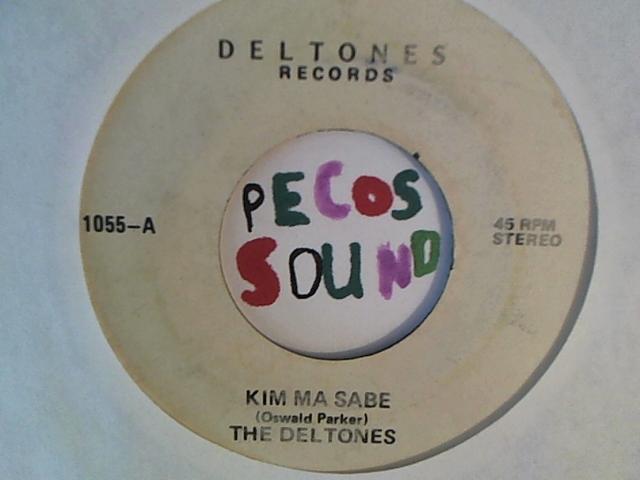 DELTONES
RECORDS
PECOS
SOUND
1055-A
45 RPM
STEREO
KIM MA SABE
(Oswald Parker)
THE DELTONES